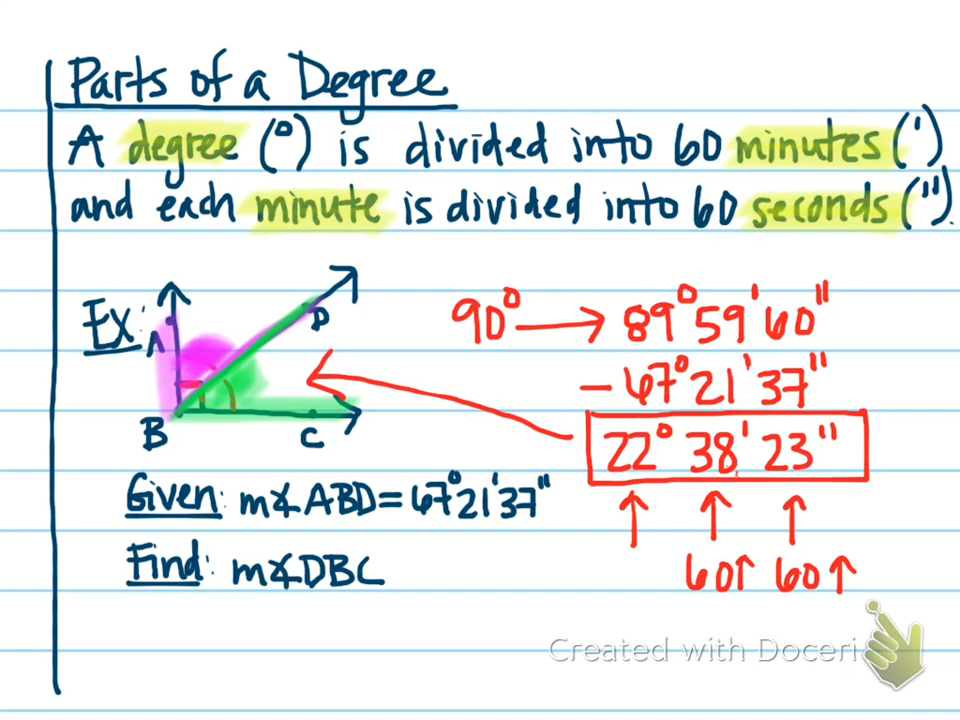 Parts of a Degree
A degree (°) is divided into 60 minutes (')
and each minute is divided into 60 seconds (").
Ex:
A
D
B
C
90° → 89°59'60"
- 67°21'37"
22° 38' 23"
60↑ 60↑
Given: m∡ABD=67°21'37"
Find: m∡DBC
Created with Doceri